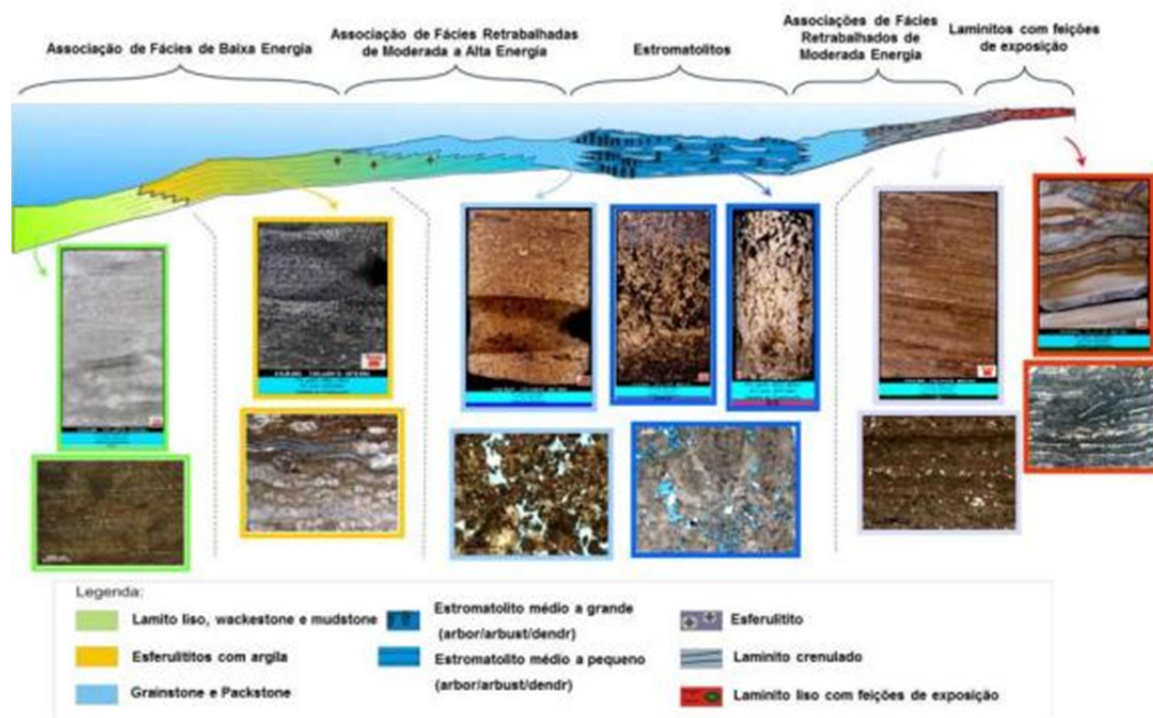 Associação de Fácies de Baixa Energia
Associação de Fácies Retrabalhadas
de Moderada a Alta Energia
Estromatolitos
Associações de Fácies
Retrabalhados de
Moderada Energia
Laminitos com feições
de exposição
Legenda:
Lamito liso, wackestone e mudstone
Esferulititos com argila
Grainstone e Packstone
Estromatolito médio a grande
(arbor/arbust/dendr)
Estromatolito médio a pequeno
(arbor/arbust/dendr)
Esferulitito
Laminito crenulado
Laminito liso com feições de exposição